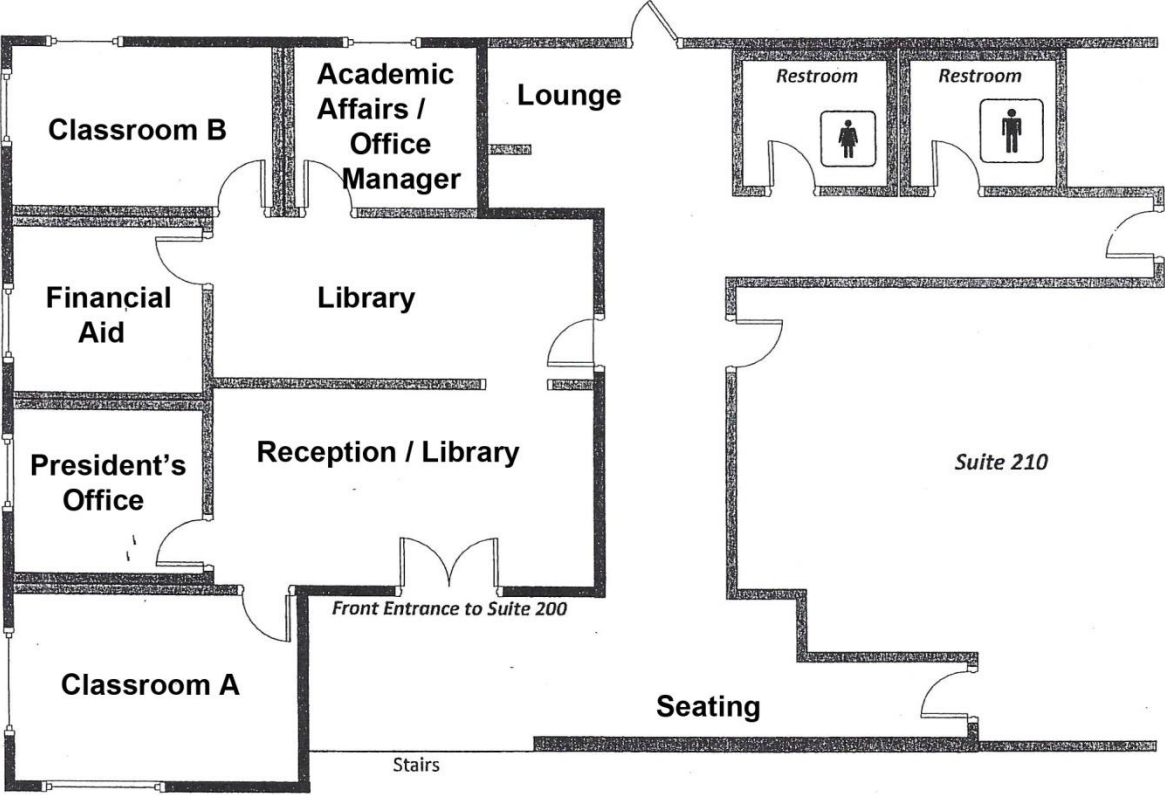 Classroom B
Academic
Affairs /
Office
Manager
Lounge
Restroom
Restroom
Financial
Aid
Library
President's
Office
Reception / Library
Suite 210
Front Entrance to Suite 200
Classroom A
Seating
Stairs